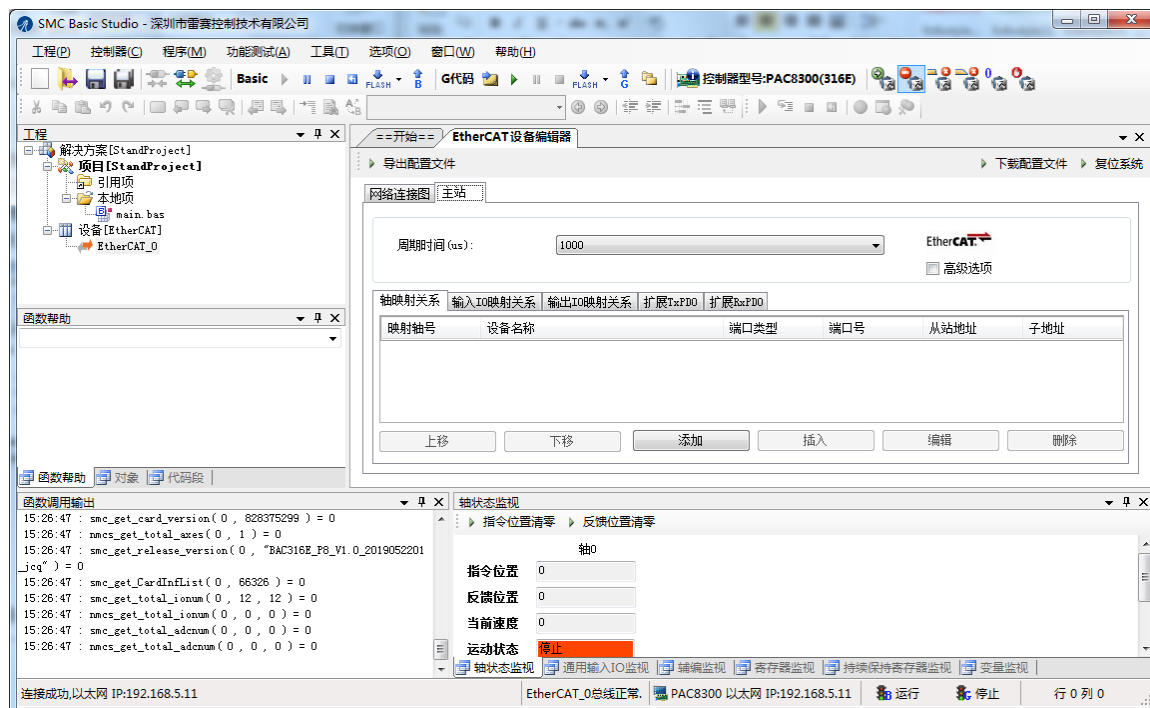 SMC Basic Studio - 深圳市雷赛控制技术有限公司
工程(P) 控制器(C) 程序(M) 功能测试(A) 工具(T) 选项(O) 窗口(W) 帮助(H)
Basic FLASH B G代码 FLASH G 控制器型号:PAC8300(316E)
工程
解决方案[StandProject]
项目[StandProject]
引用项
本地项
main.bas
设备[EtherCAT]
EtherCAT_0
函数帮助
函数帮助 对象 代码段
==开始== EtherCAT设备编辑器
导出配置文件 下载配置文件 复位系统
网络连接图 主站
周期时间(us): 1000 EtherCAT
高级选项
轴映射关系 输入IO映射关系 输出IO映射关系 扩展TxPDO 扩展RxPDO
映射轴号 设备名称 端口类型 端口号 从站地址 子地址
上移 下移 添加 插入 编辑 删除
函数调用输出
15:26:47 : smc_get_card_version( 0 , 828375299 ) = 0
15:26:47 : nmcs_get_total_axes( 0 , 1 ) = 0
15:26:47 : smc_get_release_version( 0 , "BAC316E_P8_V1.0_2019052201
_jcq" ) = 0
15:26:47 : smc_get_CardInfList( 0 , 66326 ) = 0
15:26:47 : smc_get_total_ionum( 0 , 12 , 12 ) = 0
15:26:47 : nmcs_get_total_ionum( 0 , 0 , 0 ) = 0
15:26:47 : smc_get_total_adcnum( 0 , 0 , 0 ) = 0
15:26:47 : nmcs_get_total_adcnum( 0 , 0 , 0 ) = 0
轴状态监视
指令位置清零 反馈位置清零
轴0
指令位置 0
反馈位置 0
当前速度 0
运动状态 停止
轴状态监视 通用输入IO监视 辅编监视 寄存器监视 持续保持寄存器监视 变量监视
连接成功,以太网 IP:192.168.5.11 EtherCAT_0总线正常. PAC8300 以太网 IP:192.168.5.11 运行 停止 行 0 列 0